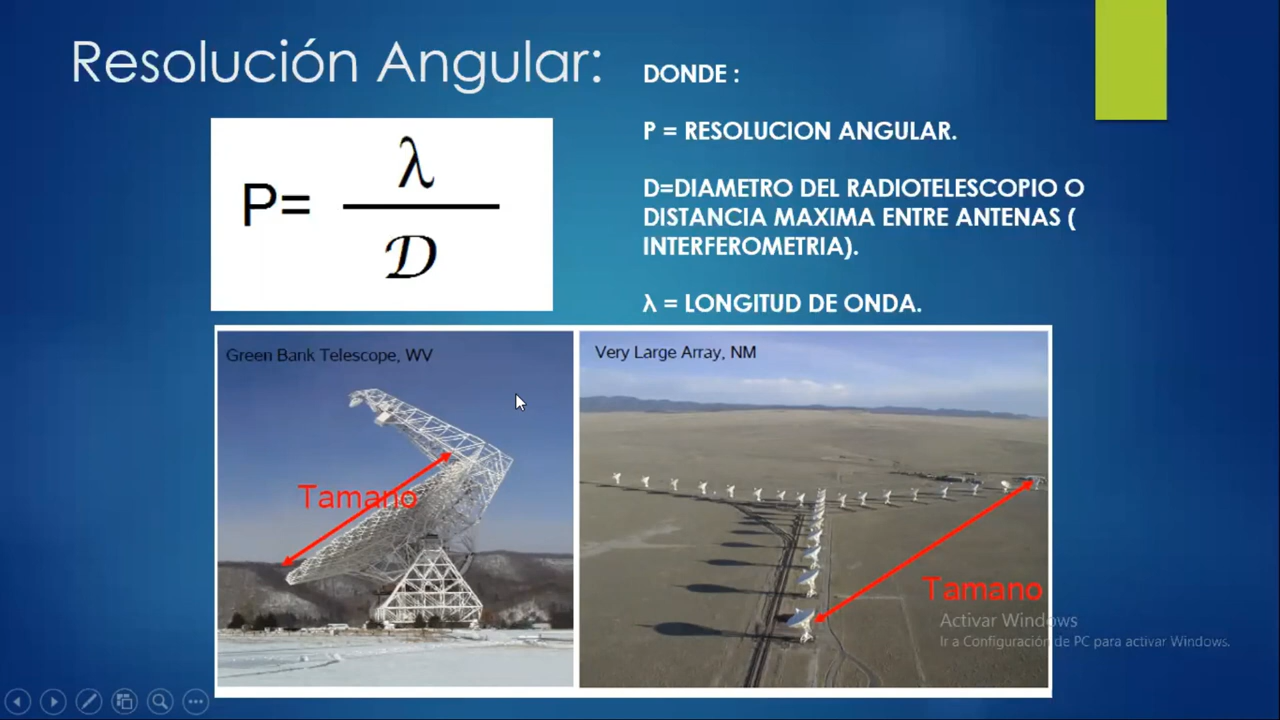 Resolución Angular:
DONDE :
P = RESOLUCION ANGULAR.
D=DIAMETRO DEL RADIOTELESCOPIO O
DISTANCIA MAXIMA ENTRE ANTENAS (
INTERFEROMETRIA).
λ = LONGITUD DE ONDA.
P=
λ
D
Green Bank Telescope, WV
Tamano
Very Large Array, NM
Tamano
Activar Windows
Ir a Configuración de PC para activar Windows.